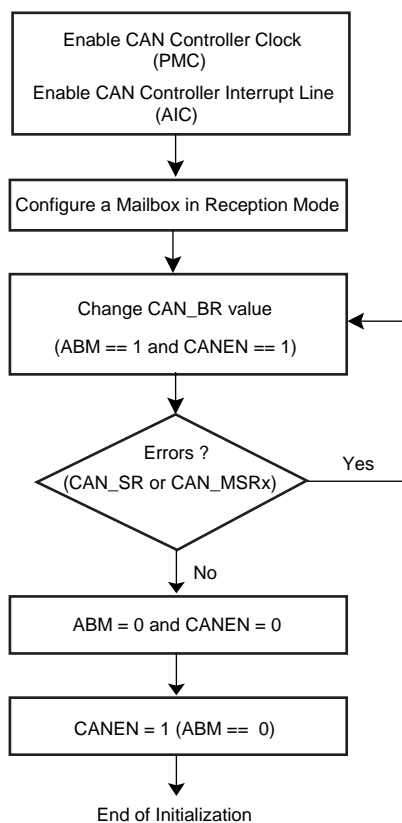 Enable CAN Controller Clock
(PMC)
Enable CAN Controller Interrupt Line
(AIC)
Configure a Mailbox in Reception Mode
Change CAN_BR value
(ABM == 1 and CANEN == 1)
Errors ?
(CAN_SR or CAN_MSRx)
Yes
No
ABM = 0 and CANEN = 0
CANEN = 1 (ABM == 0)
End of Initialization